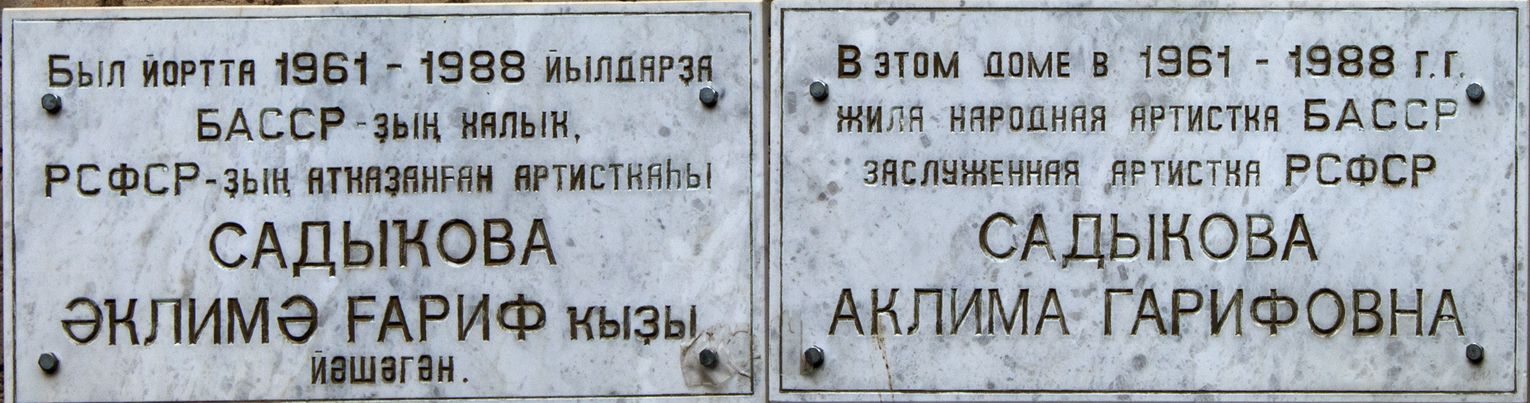 Был йортта 1961 - 1988 йылдарҙа
БАССР-ҙың халыҡ,
РСФСР-ҙың атҡаҙанған артисткаһы
САДЫҠОВА
ӘҠЛИМӘ ҒАРИФ ҡыҙы
йәшәгән.
В этом доме в 1961 - 1988 г.г.
жила народная артистка БАССР
заслуженная артистка РСФСР
САДЫКОВА
АКЛИМА ГАРИФОВНА